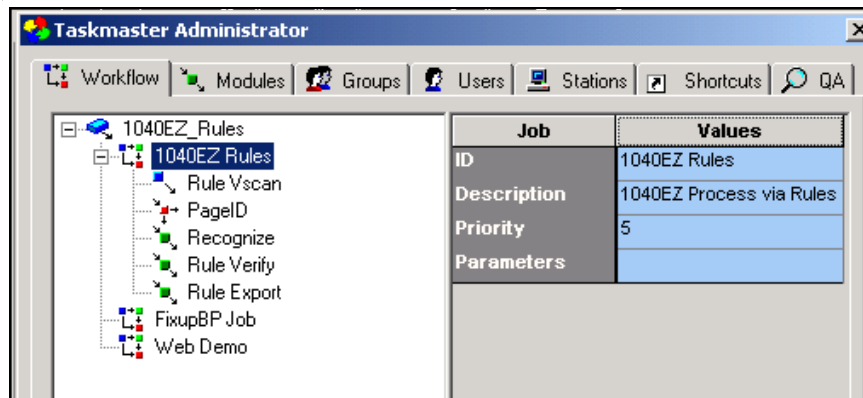 Taskmaster Administrator
Workflow Modules Groups Users Stations Shortcuts QA
1040EZ_Rules
1040EZ Rules
Rule Vscan
PageID
Recognize
Rule Verify
Rule Export
FixupBP Job
Web Demo
Job Values
ID 1040EZ Rules
Description 1040EZ Process via Rules
Priority 5
Parameters